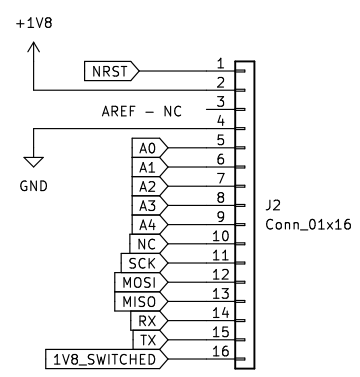 +1V8
NRST 1
2
AREF - NC 3
4
A0 5
GND
A1 6
A2 7
A3 8
J2
A4 9
Conn_01x16
NC 10
SCK 11
MOSI 12
MISO 13
RX 14
TX 15
1V8_SWITCHED 16